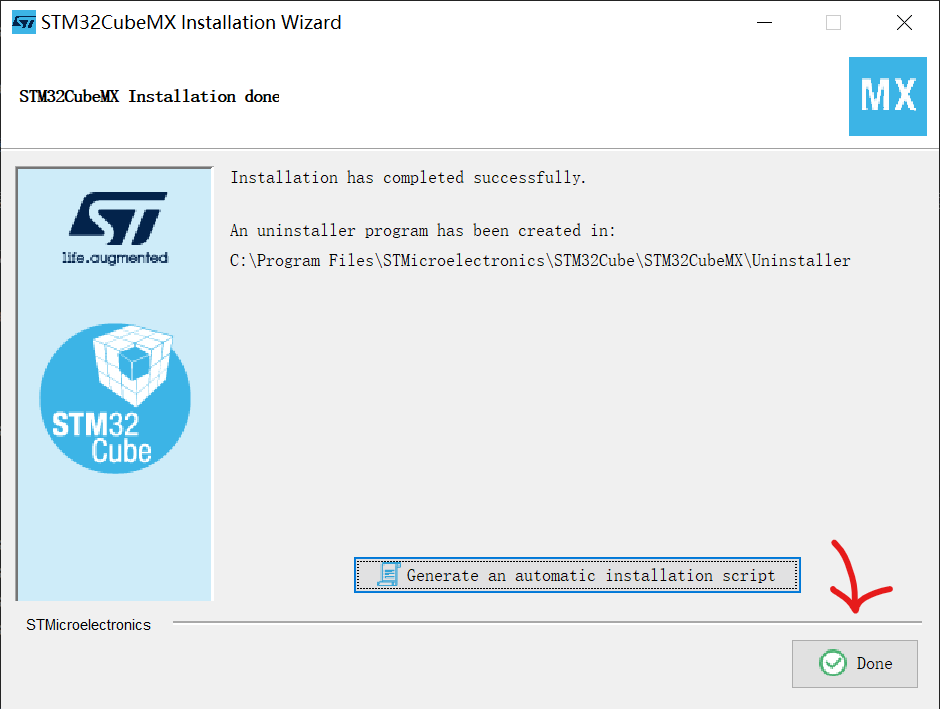 STM32CubeMX Installation Wizard
STM32CubeMX Installation done
MX
ST
life.augmented
STM32
Cube
Installation has completed successfully.
An uninstaller program has been created in:
C:\Program Files\STMicroelectronics\STM32Cube\STM32CubeMX\Uninstaller
Generate an automatic installation script
STMicroelectronics
Done